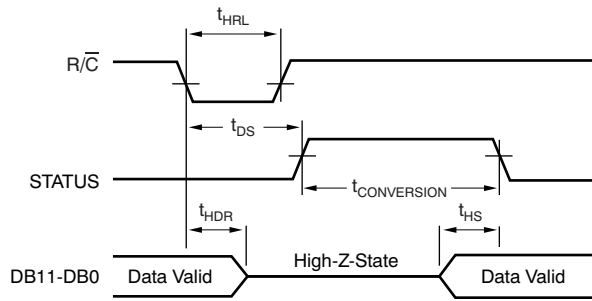 tHRL
R/C̅
tDS
STATUS
tCONVERSION
tHDR
tHS
DB11-DB0
Data Valid
High-Z-State
Data Valid